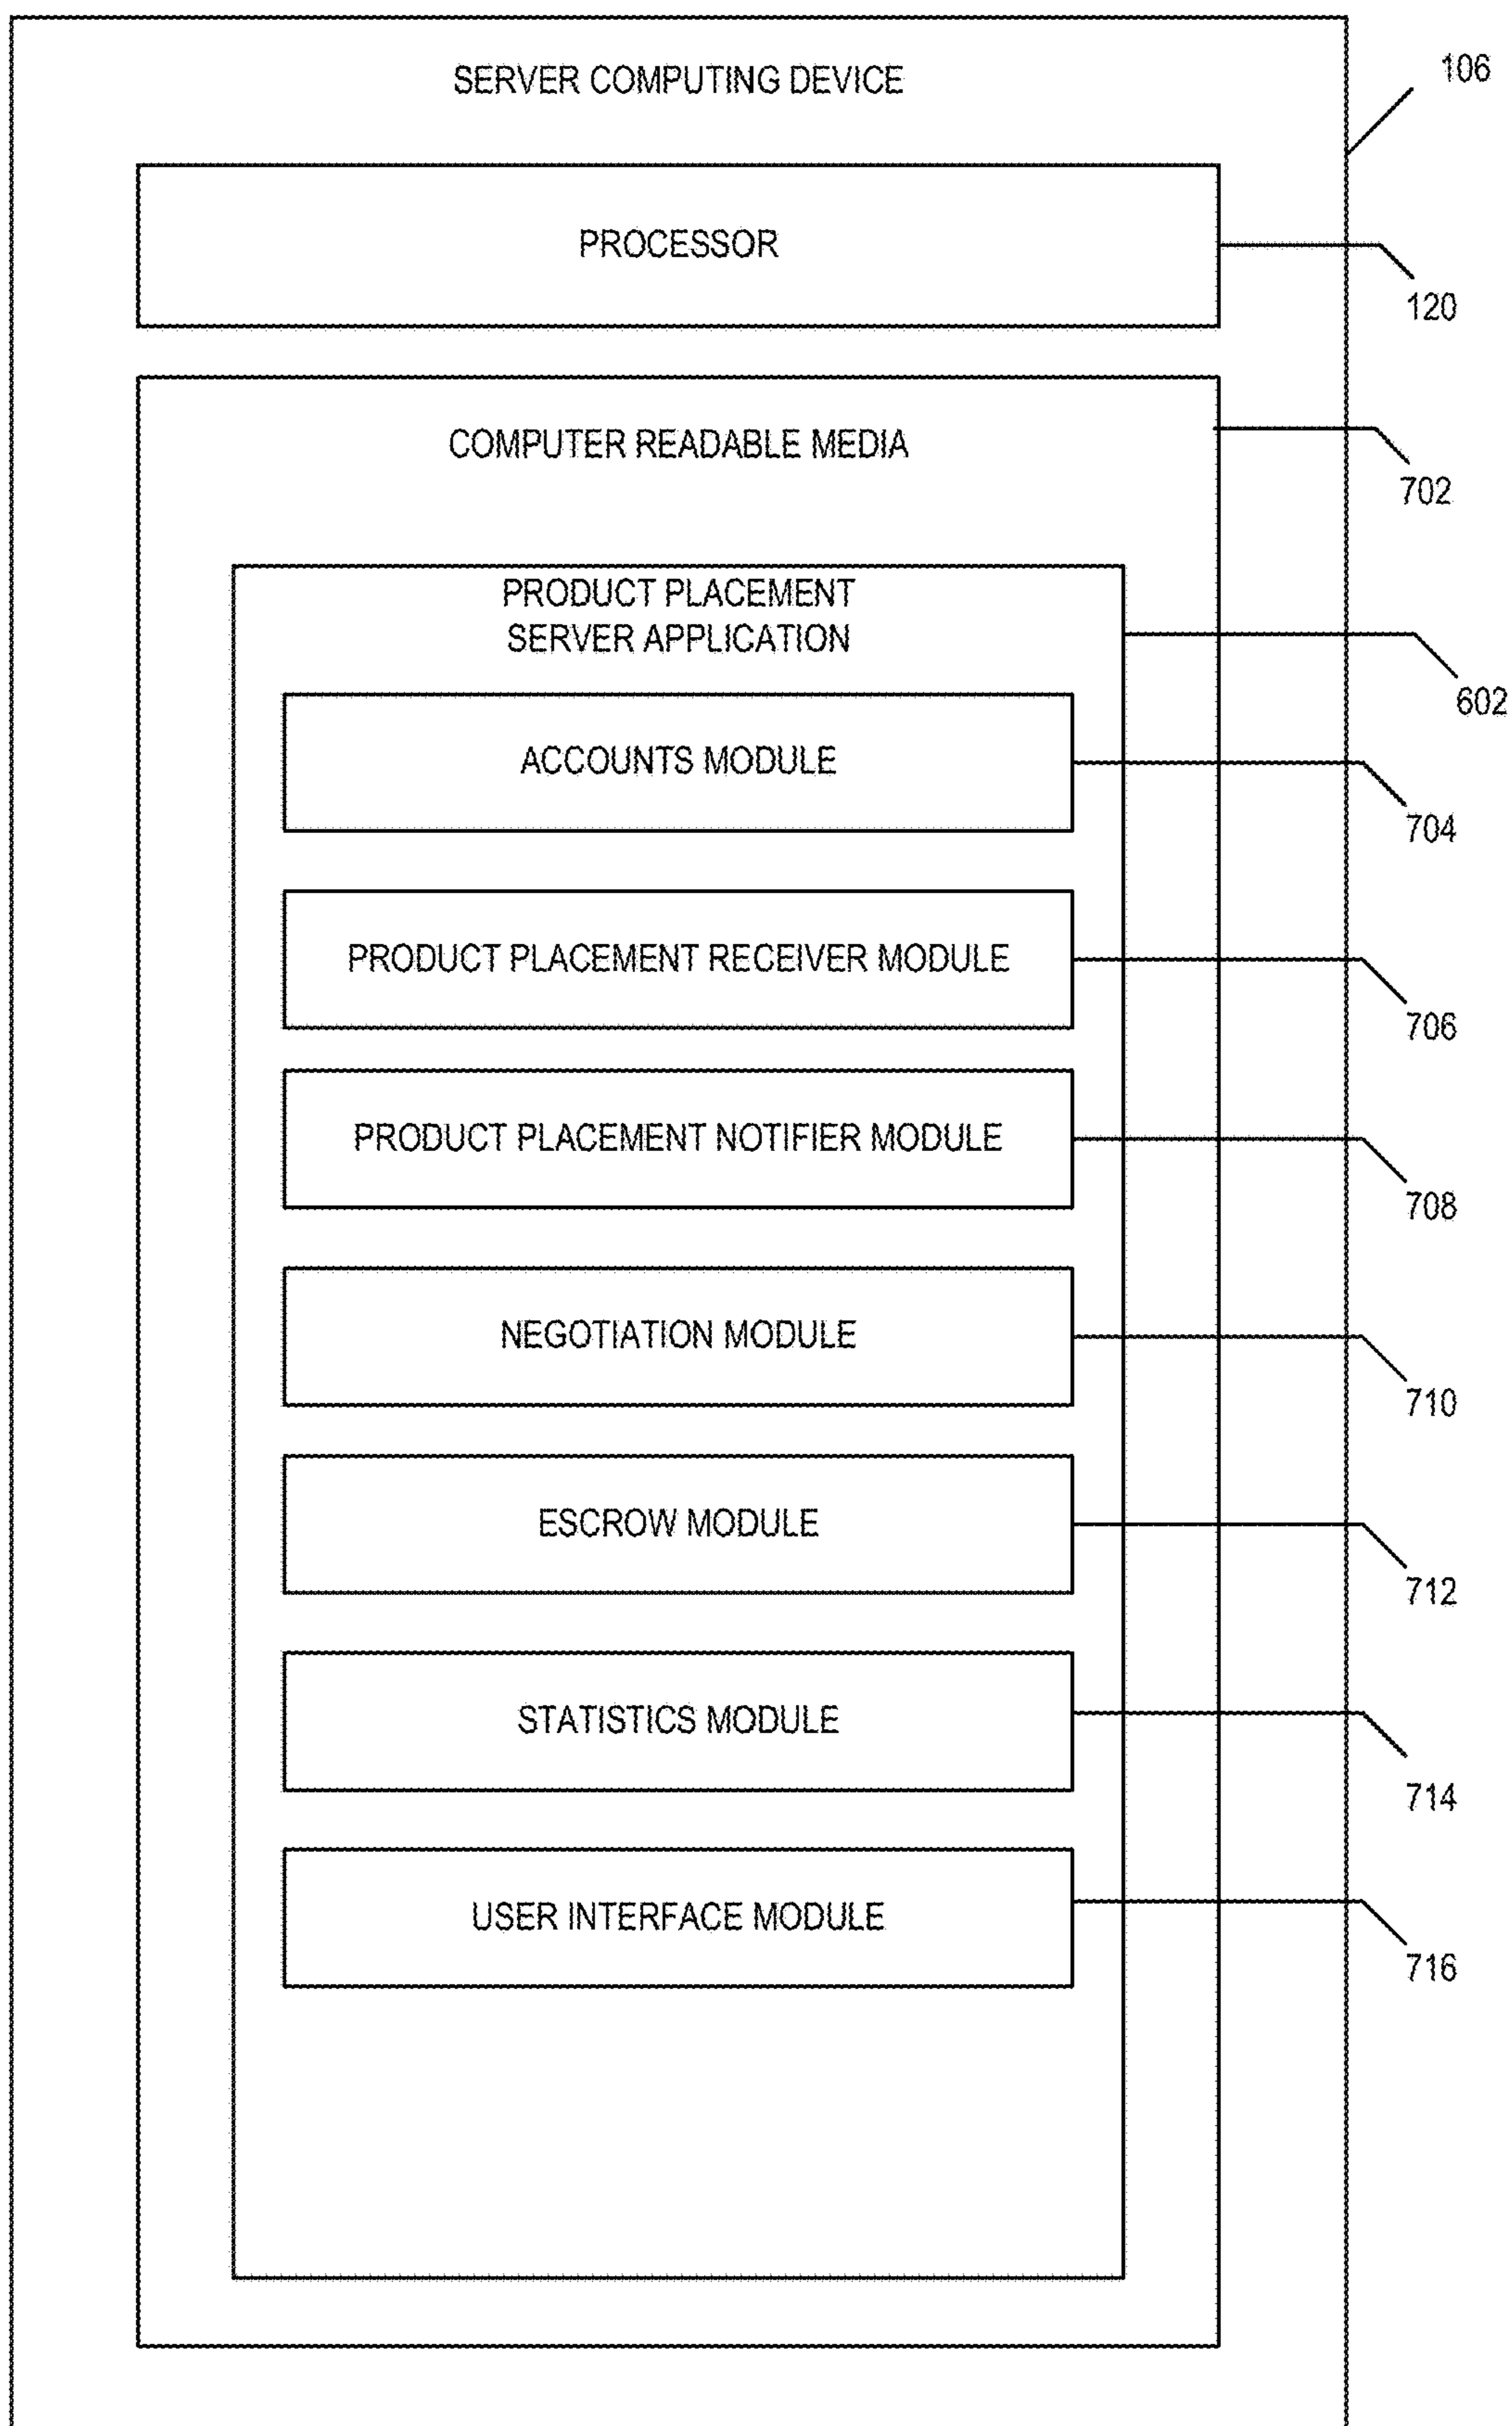 SERVER COMPUTING DEVICE
106
PROCESSOR
120
COMPUTER READABLE MEDIA
702
PRODUCT PLACEMENT
SERVER APPLICATION
602
ACCOUNTS MODULE
704
PRODUCT PLACEMENT RECEIVER MODULE
706
PRODUCT PLACEMENT NOTIFIER MODULE
708
NEGOTIATION MODULE
710
ESCROW MODULE
712
STATISTICS MODULE
714
USER INTERFACE MODULE
716